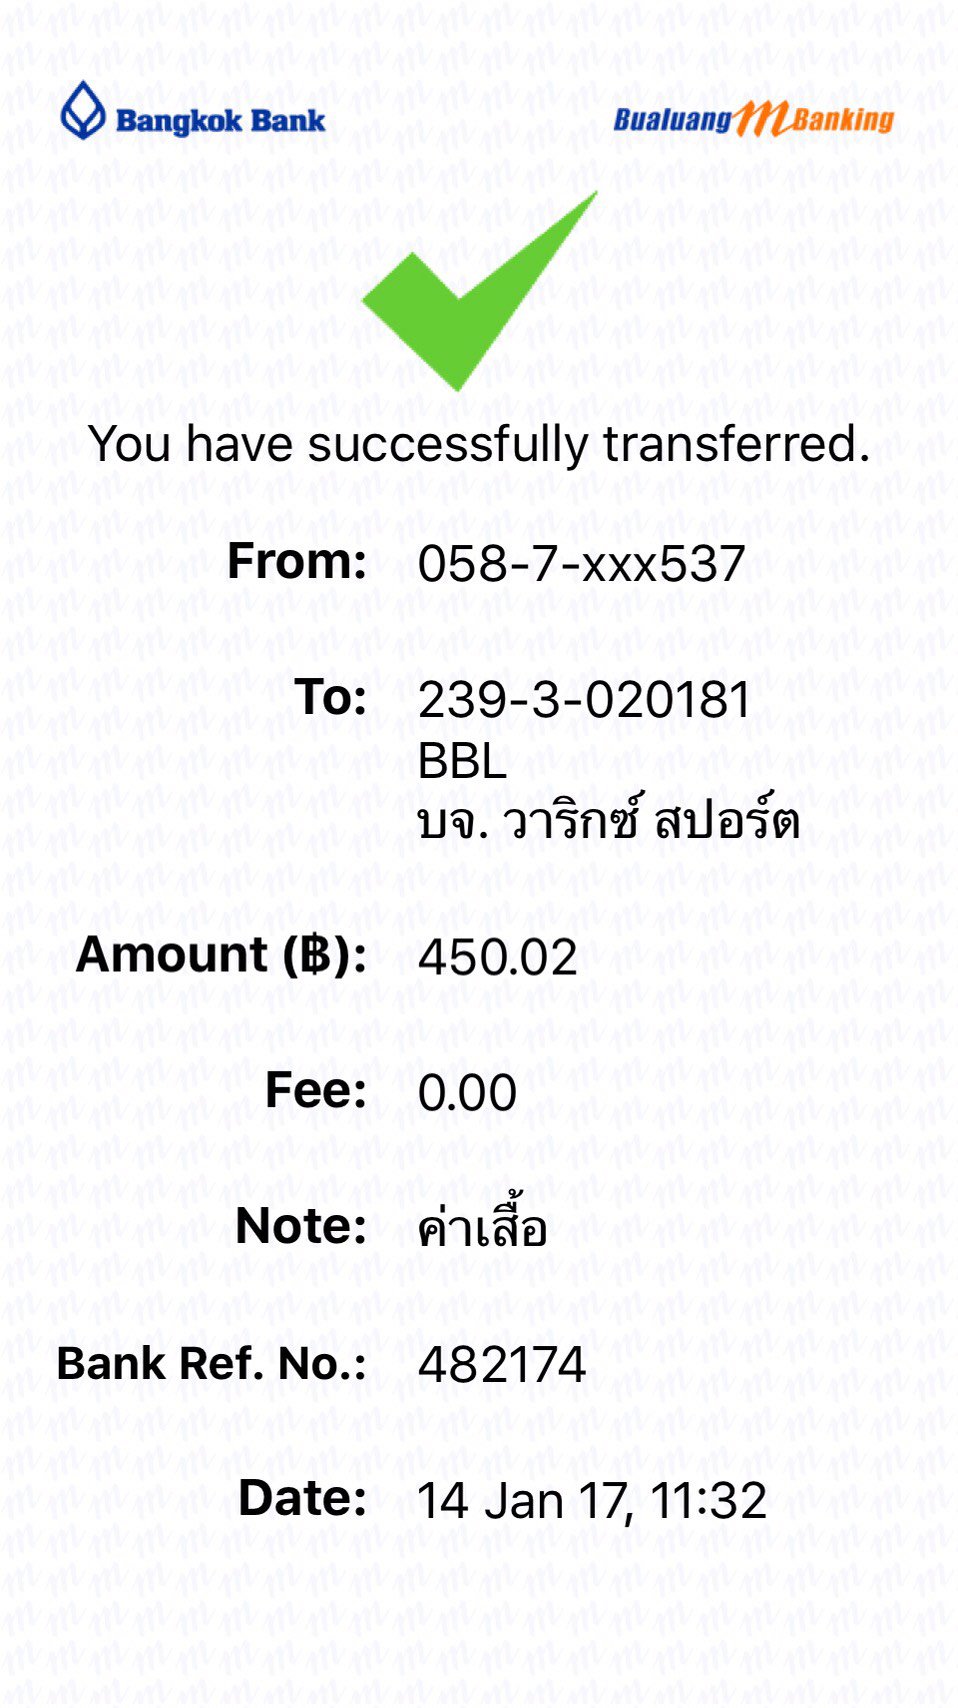 Bangkok Bank
Bualuang mBanking
You have successfully transferred.
From: 058-7-xxx537
To: 239-3-020181
BBL
บจ. วาริกซ์ สปอร์ต
Amount (฿): 450.02
Fee: 0.00
Note: ค่าเสื้อ
Bank Ref. No.: 482174
Date: 14 Jan 17, 11:32